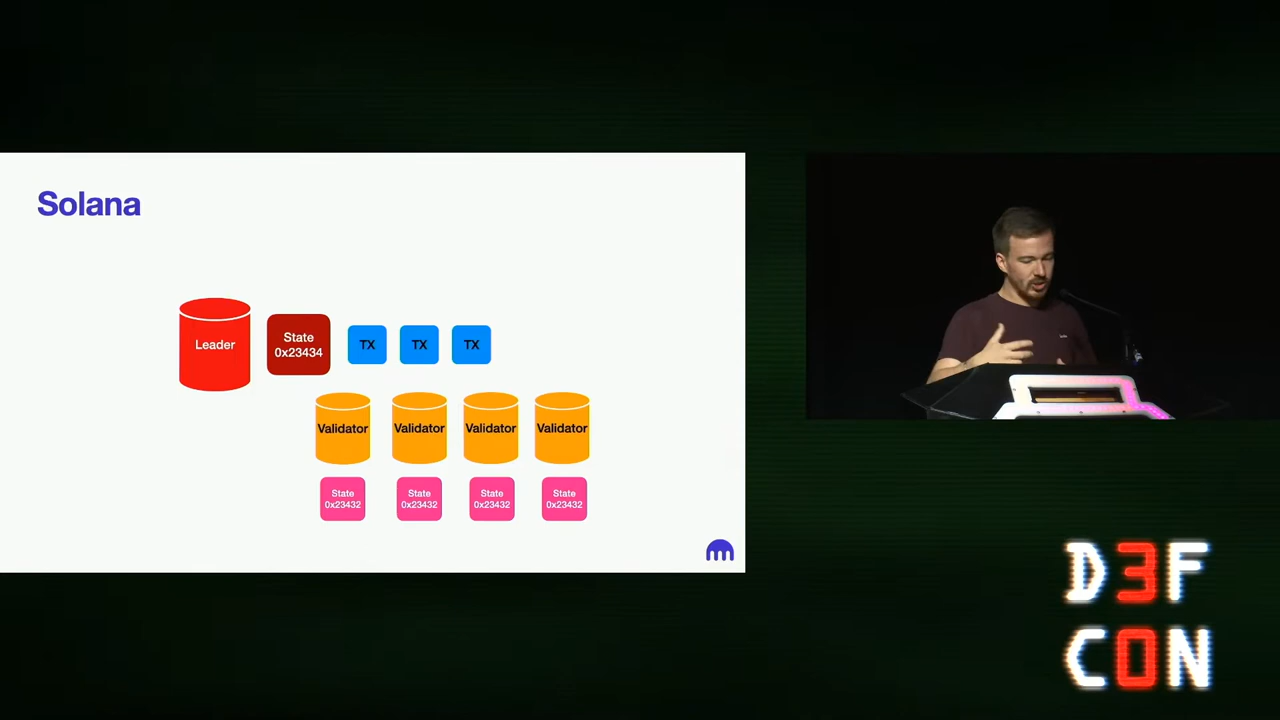 Solana
Leader
State
0x23434
TX
TX
TX
Validator
Validator
Validator
Validator
State
0x23432
State
0x23432
State
0x23432
State
0x23432
D3F
C0N